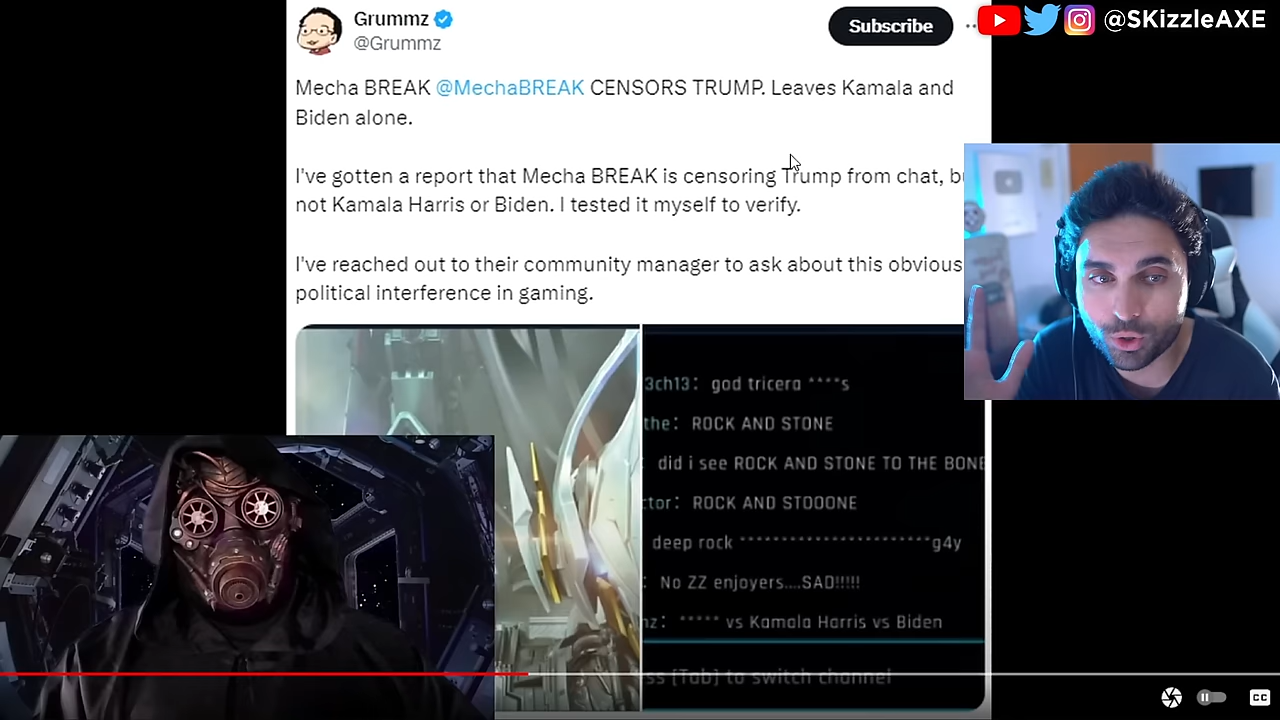 Grummz
@Grummz
Subscribe
@SKizzleAXE
Mecha BREAK @MechaBREAK CENSORS TRUMP. Leaves Kamala and
Biden alone.
I've gotten a report that Mecha BREAK is censoring Trump from chat,
not Kamala Harris or Biden. I tested it myself to verify.
I've reached out to their community manager to ask about this obvious
political interference in gaming.
3ch13: god tricera ****s
the: ROCK AND STONE
did i see ROCK AND STONE TO THE BONE
ctor: ROCK AND STOOONE
deep rock ***********************g4y
: No ZZ enjoyers....SAD!!!!!
nz: ***** vs Kamala Harris vs Biden
ss [Tab] to switch channel
CC